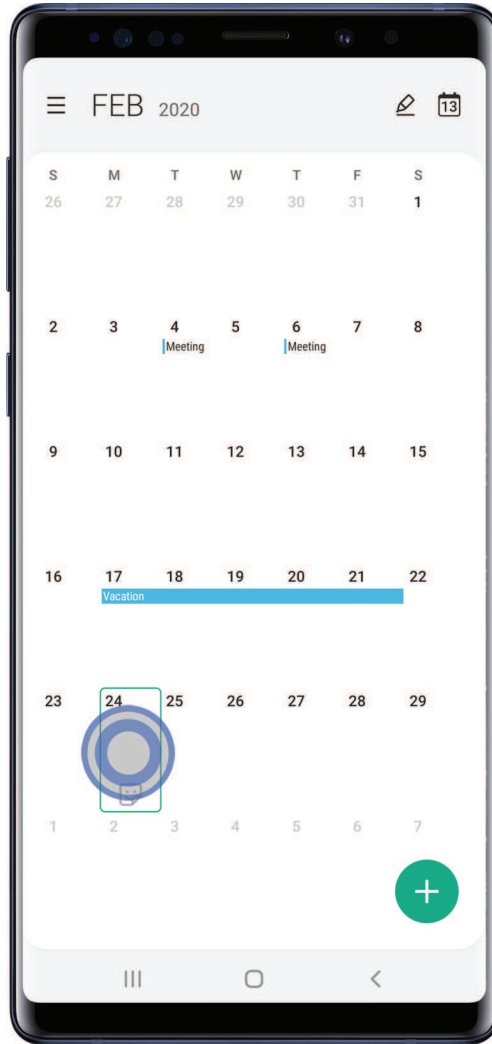 FEB 2020 13
S M T W T F S
26 27 28 29 30 31 1
2 3 4 5 6 7 8
Meeting Meeting
9 10 11 12 13 14 15
16 17 18 19 20 21 22
Vacation
23 24 25 26 27 28 29
1 2 3 4 5 6 7